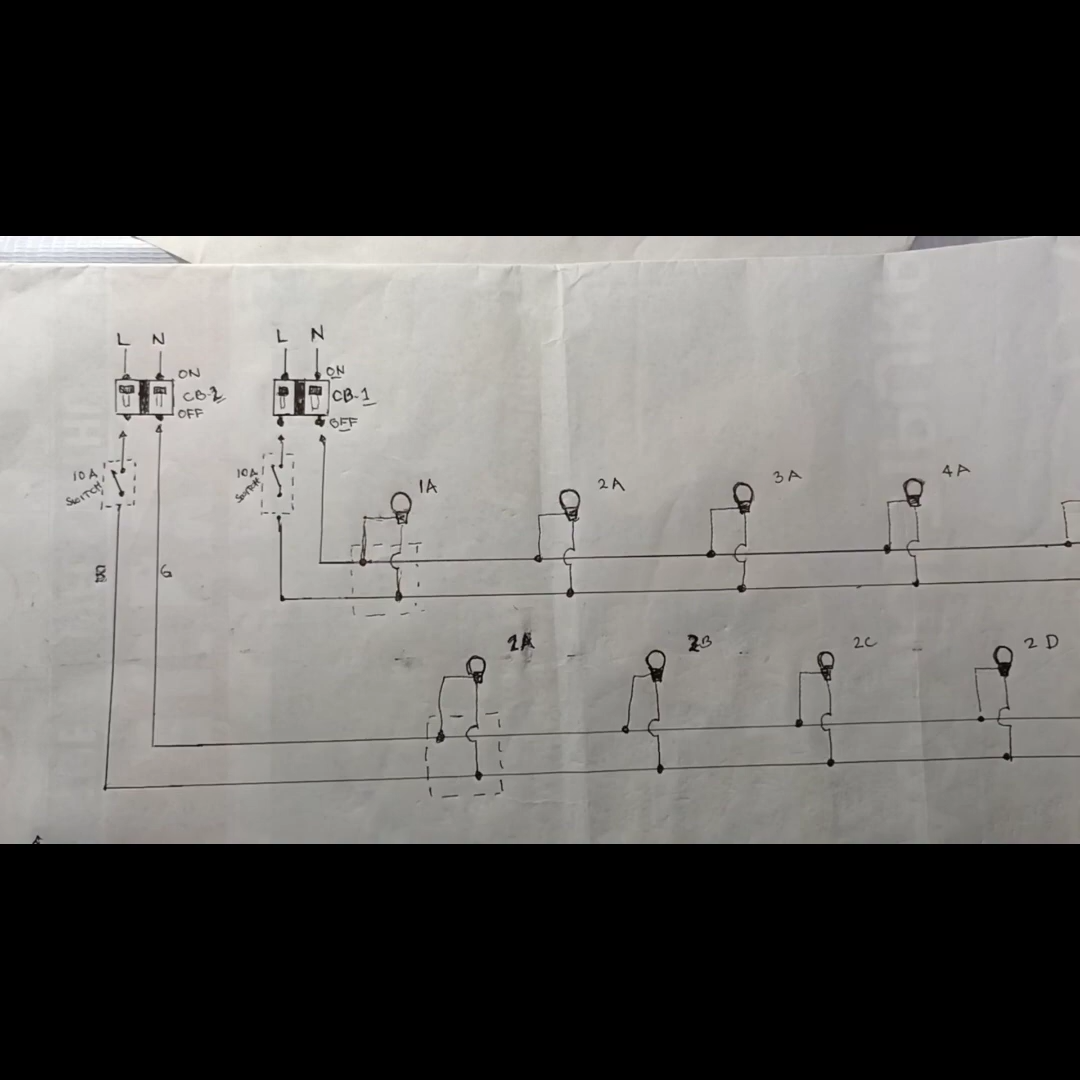 L N
ON
CB-2
OFF
10A
SWITCH
B
G
L N
ON
CB-1
OFF
10A
SWITCH
1A
2A
3A
4A
2A
2B
2C
2D